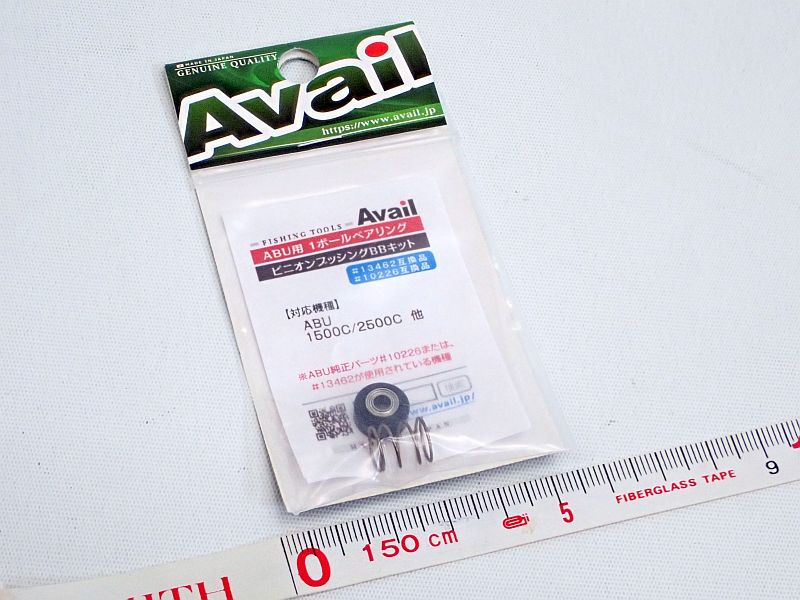 MADE IN JAPAN
GENUINE QUALITY
Avail
https://www.avail.jp
FISHING TOOLS Avail
ABU用 1ボールベアリング
ピニオンブッシングBBキット
#13462互換品
#10226互換品
【対応機種】
ABU
1500C/2500C 他
※ABU純正パーツ#10226または、
#13462が使用されている機種
検索
www.avail.jp/
0 150cm 5 FIBERGLASS TAPE 9